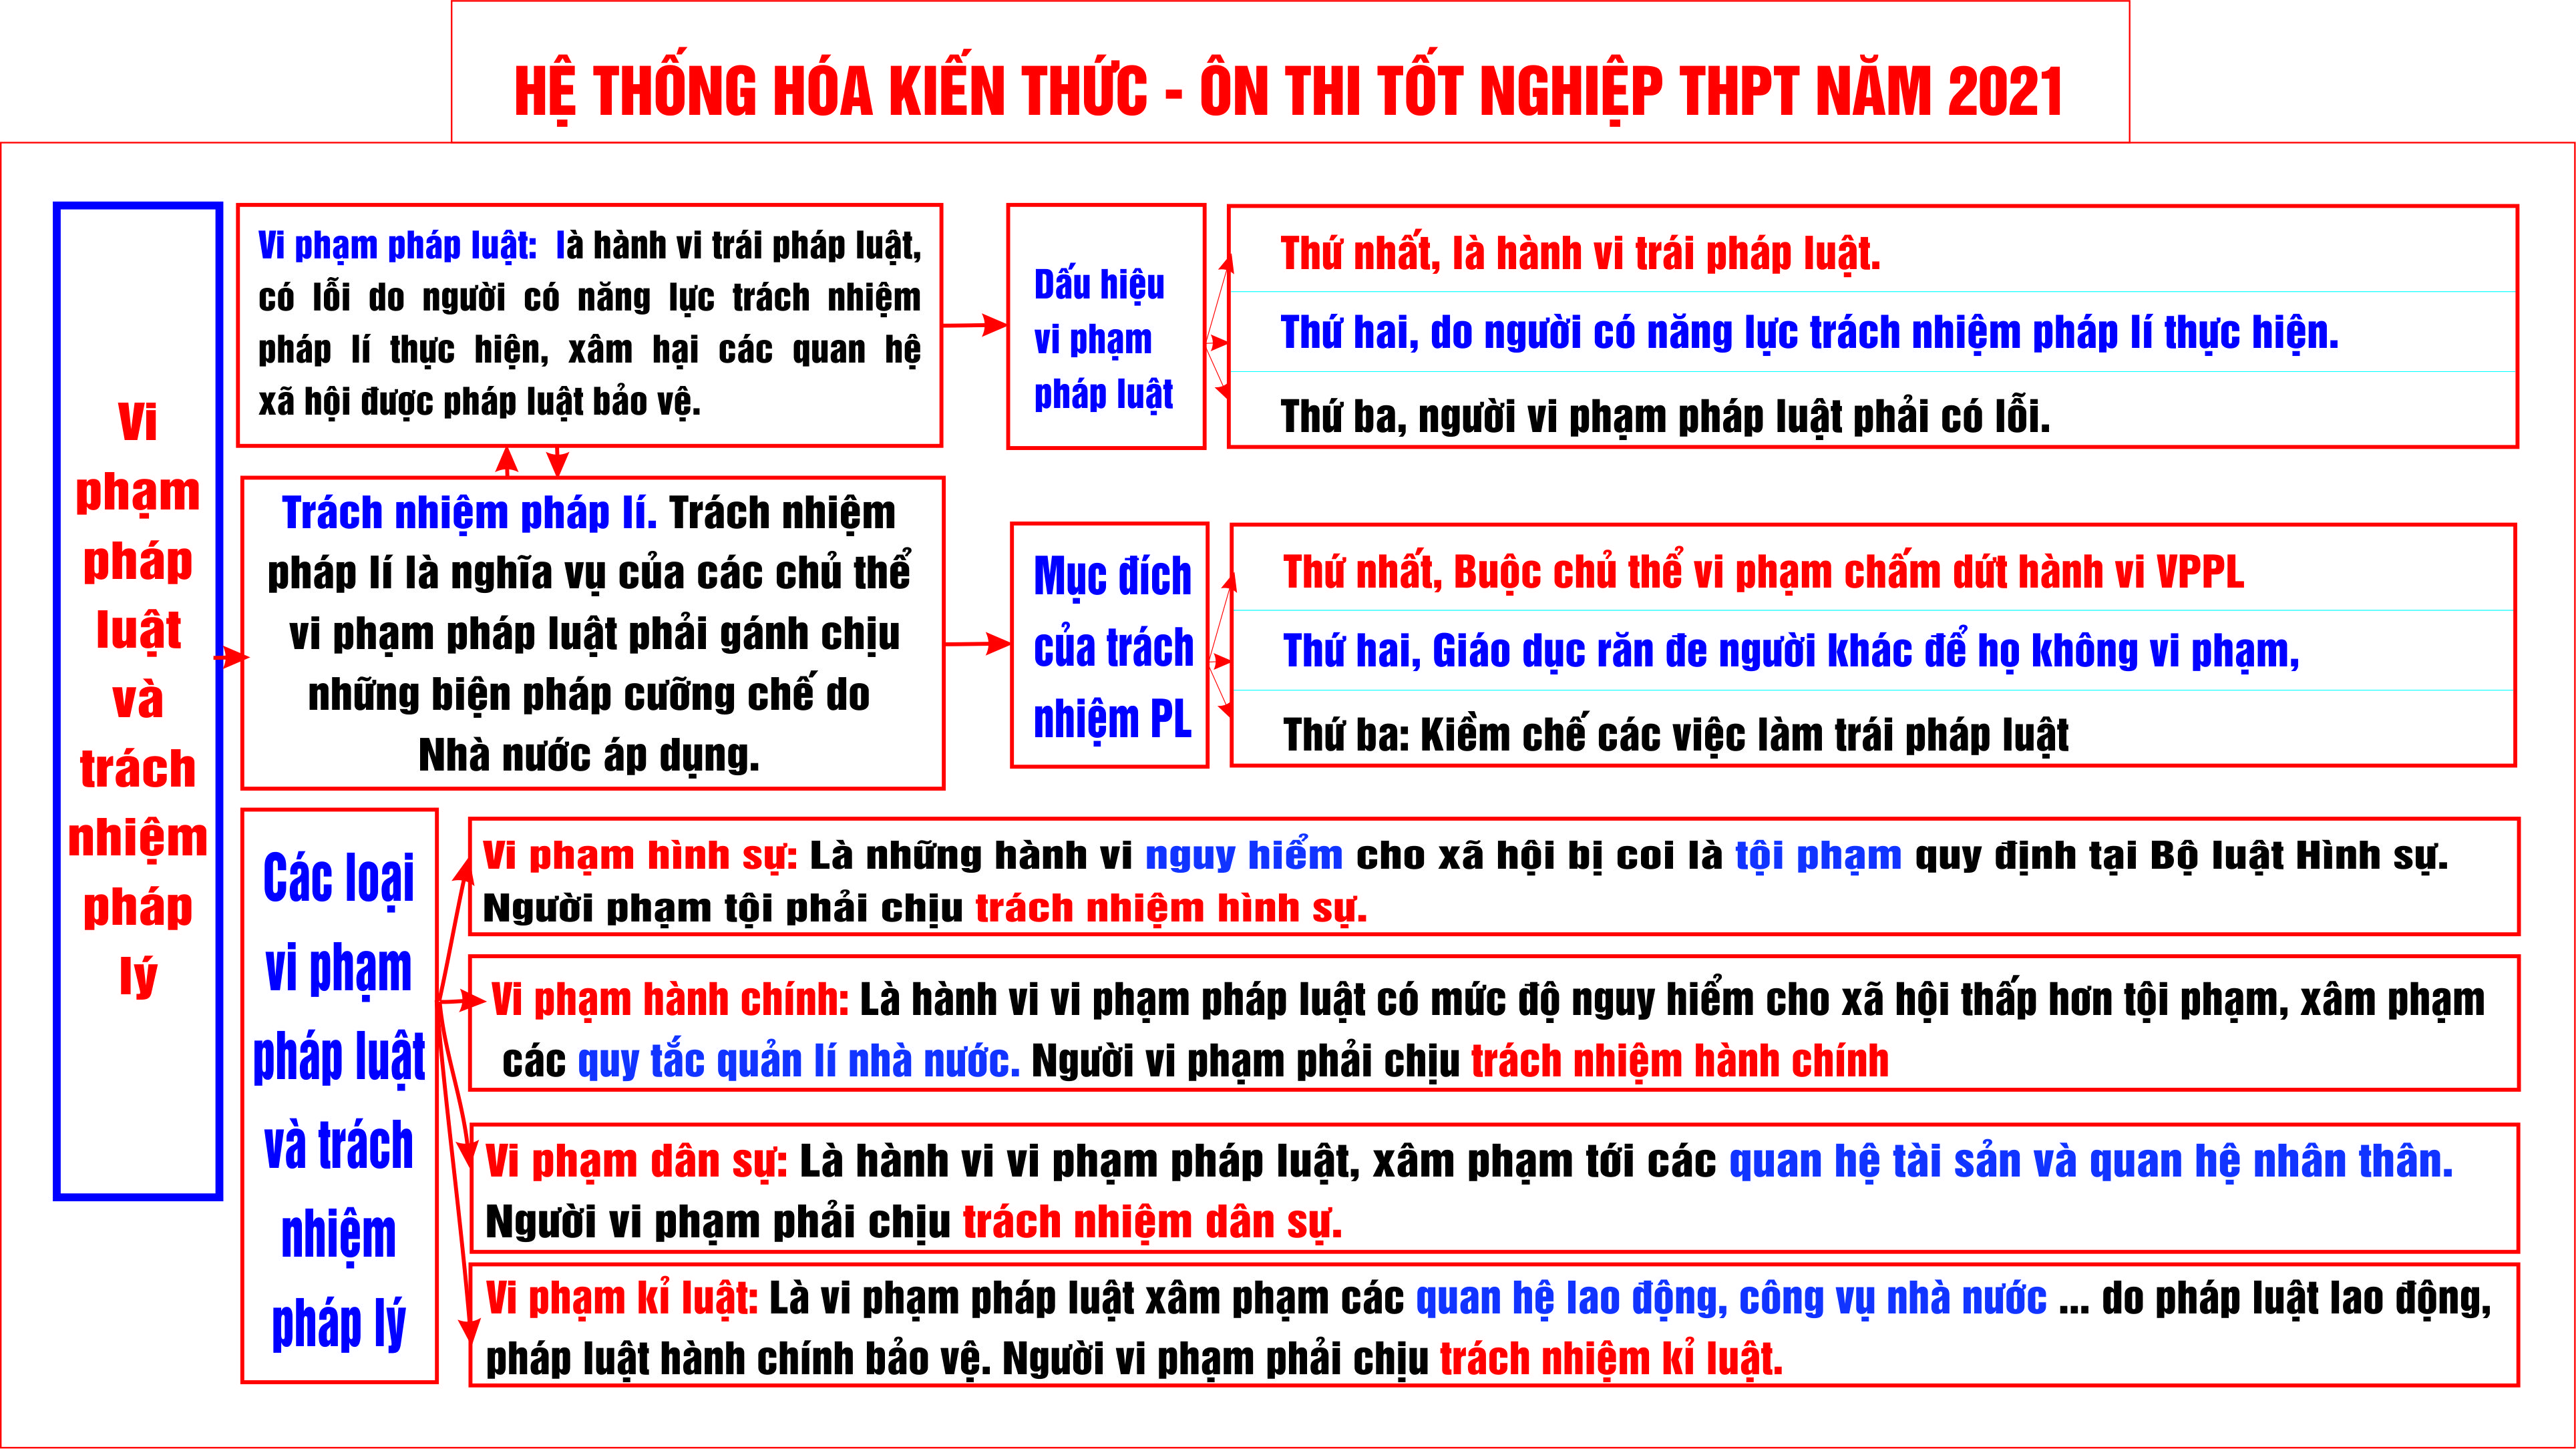 HỆ THỐNG HÓA KIẾN THỨC - ÔN THI TỐT NGHIỆP THPT NĂM 2021
Vi
phạm
pháp
luật
và
trách
nhiệm
pháp
lý
Vi phạm pháp luật: là hành vi trái pháp luật,
có lỗi do người có năng lực trách nhiệm
pháp lí thực hiện, xâm hại các quan hệ
xã hội được pháp luật bảo vệ.
Dấu hiệu
vi phạm
pháp luật
Thứ nhất, là hành vi trái pháp luật.
Thứ hai, do người có năng lực trách nhiệm pháp lí thực hiện.
Thứ ba, người vi phạm pháp luật phải có lỗi.
Trách nhiệm pháp lí. Trách nhiệm
pháp lí là nghĩa vụ của các chủ thể
vi phạm pháp luật phải gánh chịu
những biện pháp cưỡng chế do
Nhà nước áp dụng.
Mục đích
của trách
nhiệm PL
Thứ nhất, Buộc chủ thể vi phạm chấm dứt hành vi VPPL
Thứ hai, Giáo dục răn đe người khác để họ không vi phạm,
Thứ ba: Kiềm chế các việc làm trái pháp luật
Các loại
vi phạm
pháp luật
và trách
nhiệm
pháp lý
Vi phạm hình sự: Là những hành vi nguy hiểm cho xã hội bị coi là tội phạm quy định tại Bộ luật Hình sự.
Người phạm tội phải chịu trách nhiệm hình sự.
Vi phạm hành chính: Là hành vi vi phạm pháp luật có mức độ nguy hiểm cho xã hội thấp hơn tội phạm, xâm phạm
các quy tắc quản lí nhà nước. Người vi phạm phải chịu trách nhiệm hành chính
Vi phạm dân sự: Là hành vi vi phạm pháp luật, xâm phạm tới các quan hệ tài sản và quan hệ nhân thân.
Người vi phạm phải chịu trách nhiệm dân sự.
Vi phạm kỉ luật: Là vi phạm pháp luật xâm phạm các quan hệ lao động, công vụ nhà nước ... do pháp luật lao động,
pháp luật hành chính bảo vệ. Người vi phạm phải chịu trách nhiệm kỉ luật.